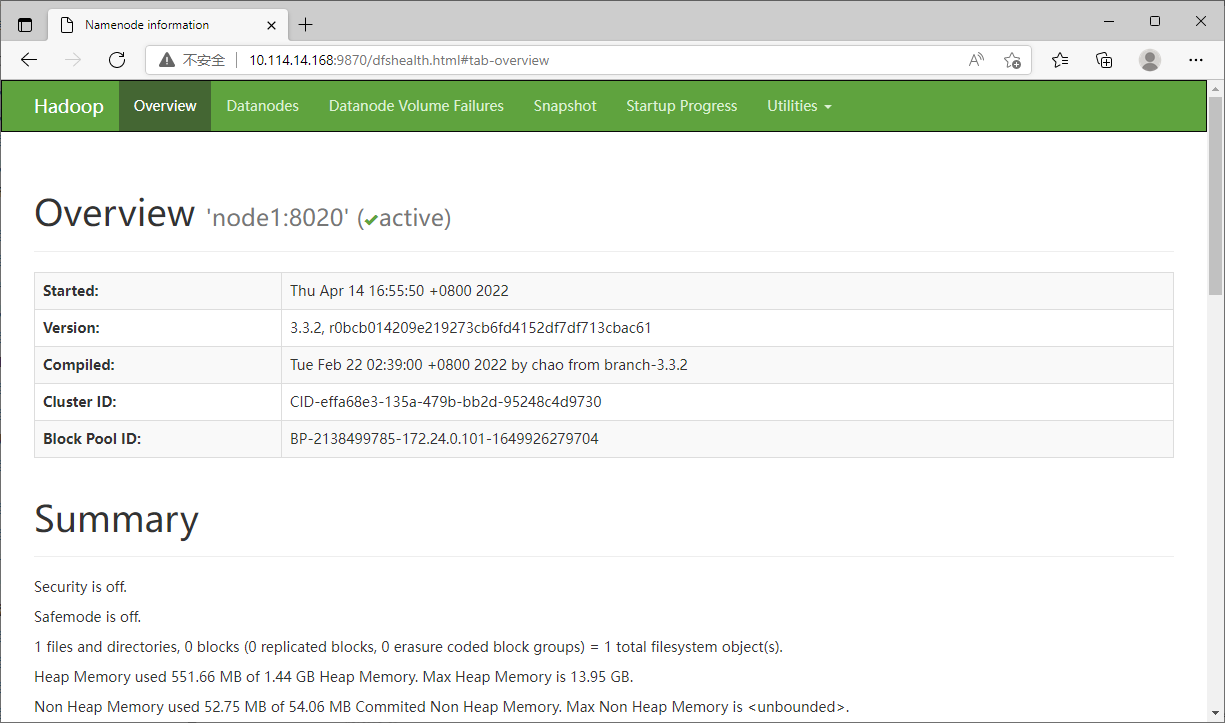 Namenode information
不安全 10.114.14.168:9870/dfshealth.html#tab-overview
Hadoop Overview Datanodes Datanode Volume Failures Snapshot Startup Progress Utilities
Overview 'node1:8020' (✔active)
Started: Thu Apr 14 16:55:50 +0800 2022
Version: 3.3.2, r0bcb014209e219273cb6fd4152df7df713cbac61
Compiled: Tue Feb 22 02:39:00 +0800 2022 by chao from branch-3.3.2
Cluster ID: CID-effa68e3-135a-479b-bb2d-95248c4d9730
Block Pool ID: BP-2138499785-172.24.0.101-1649926279704
Summary
Security is off.
Safemode is off.
1 files and directories, 0 blocks (0 replicated blocks, 0 erasure coded block groups) = 1 total filesystem object(s).
Heap Memory used 551.66 MB of 1.44 GB Heap Memory. Max Heap Memory is 13.95 GB.
Non Heap Memory used 52.75 MB of 54.06 MB Commited Non Heap Memory. Max Non Heap Memory is <unbounded>.